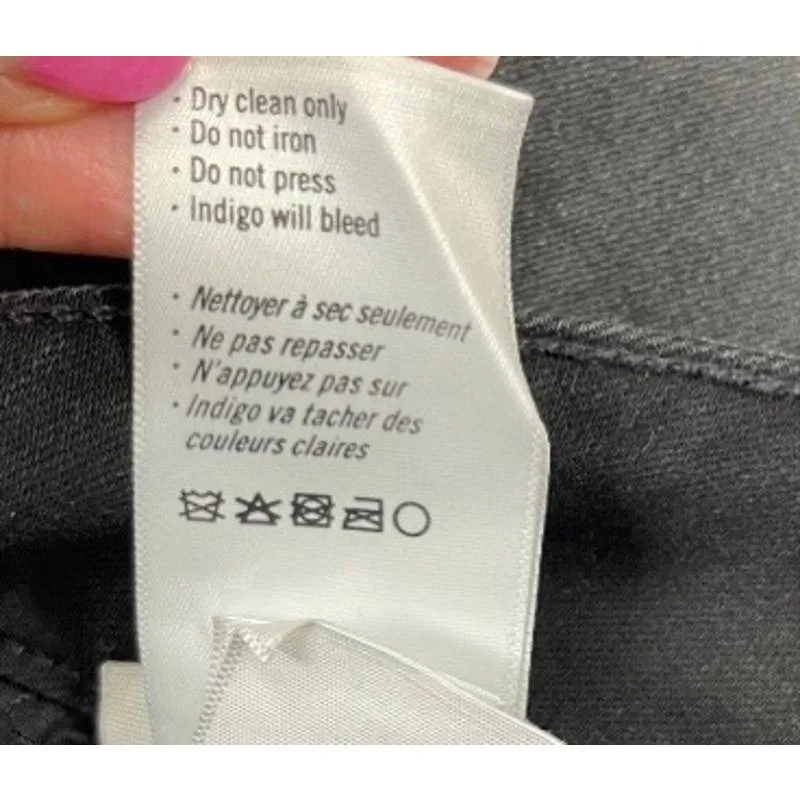 · Dry clean only
· Do not iron
· Do not press
· Indigo will bleed
· Nettoyer à sec seulement
· Ne pas repasser
· N'appuyez pas sur
· Indigo va tacher des
couleurs claires